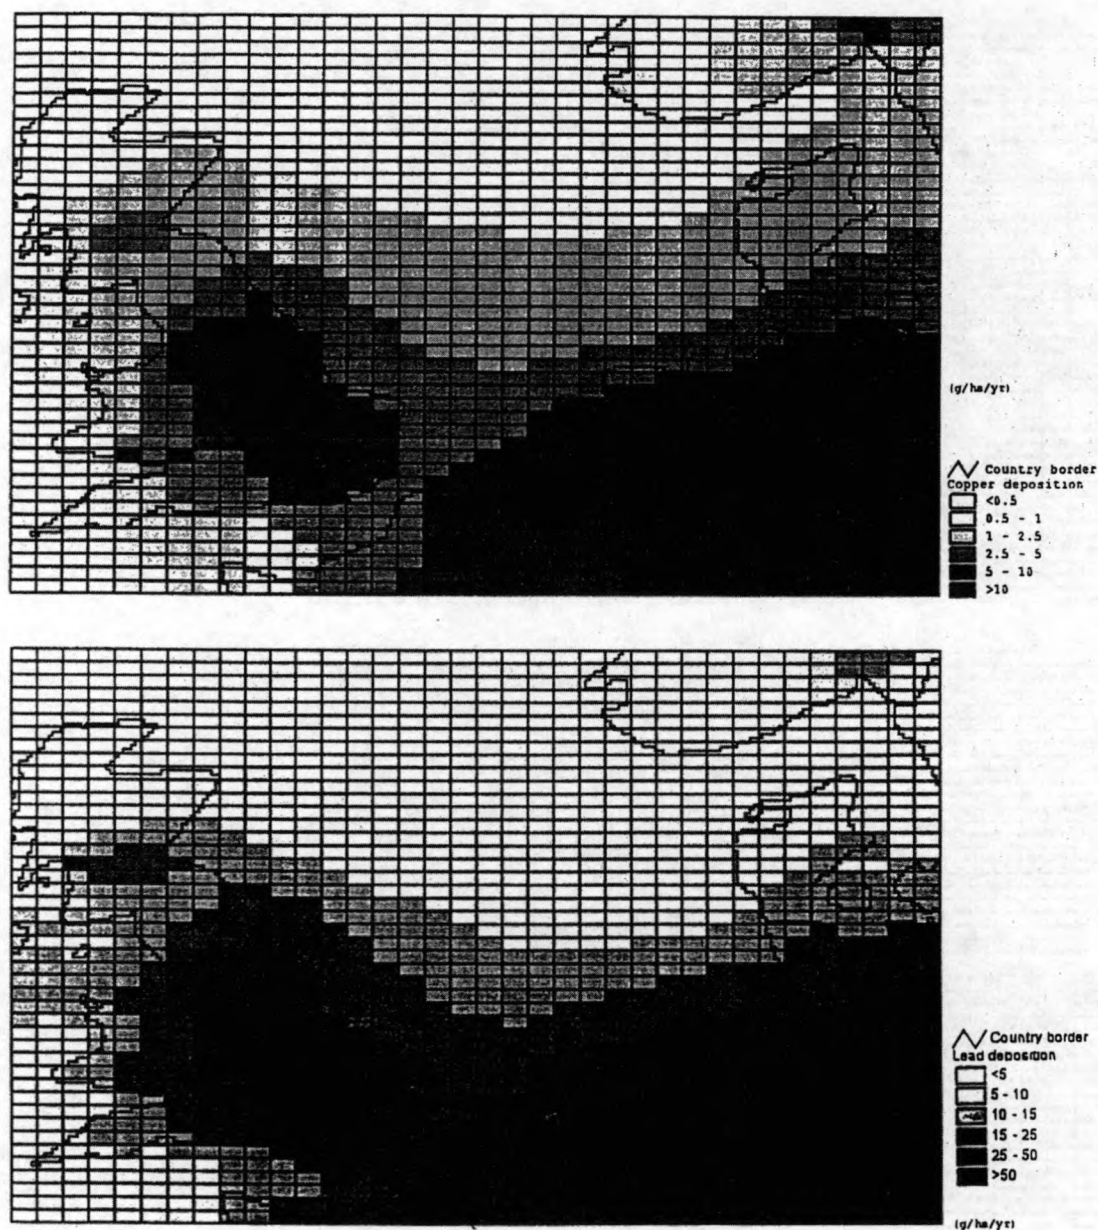 (g/ha/yr)
Country border
Copper deposition
<0.5
0.5 - 1
1 - 2.5
2.5 - 5
5 - 10
>10
Country border
Lead deposition
<5
5 - 10
10 - 15
15 - 25
25 - 50
>50
(g/ha/yr)